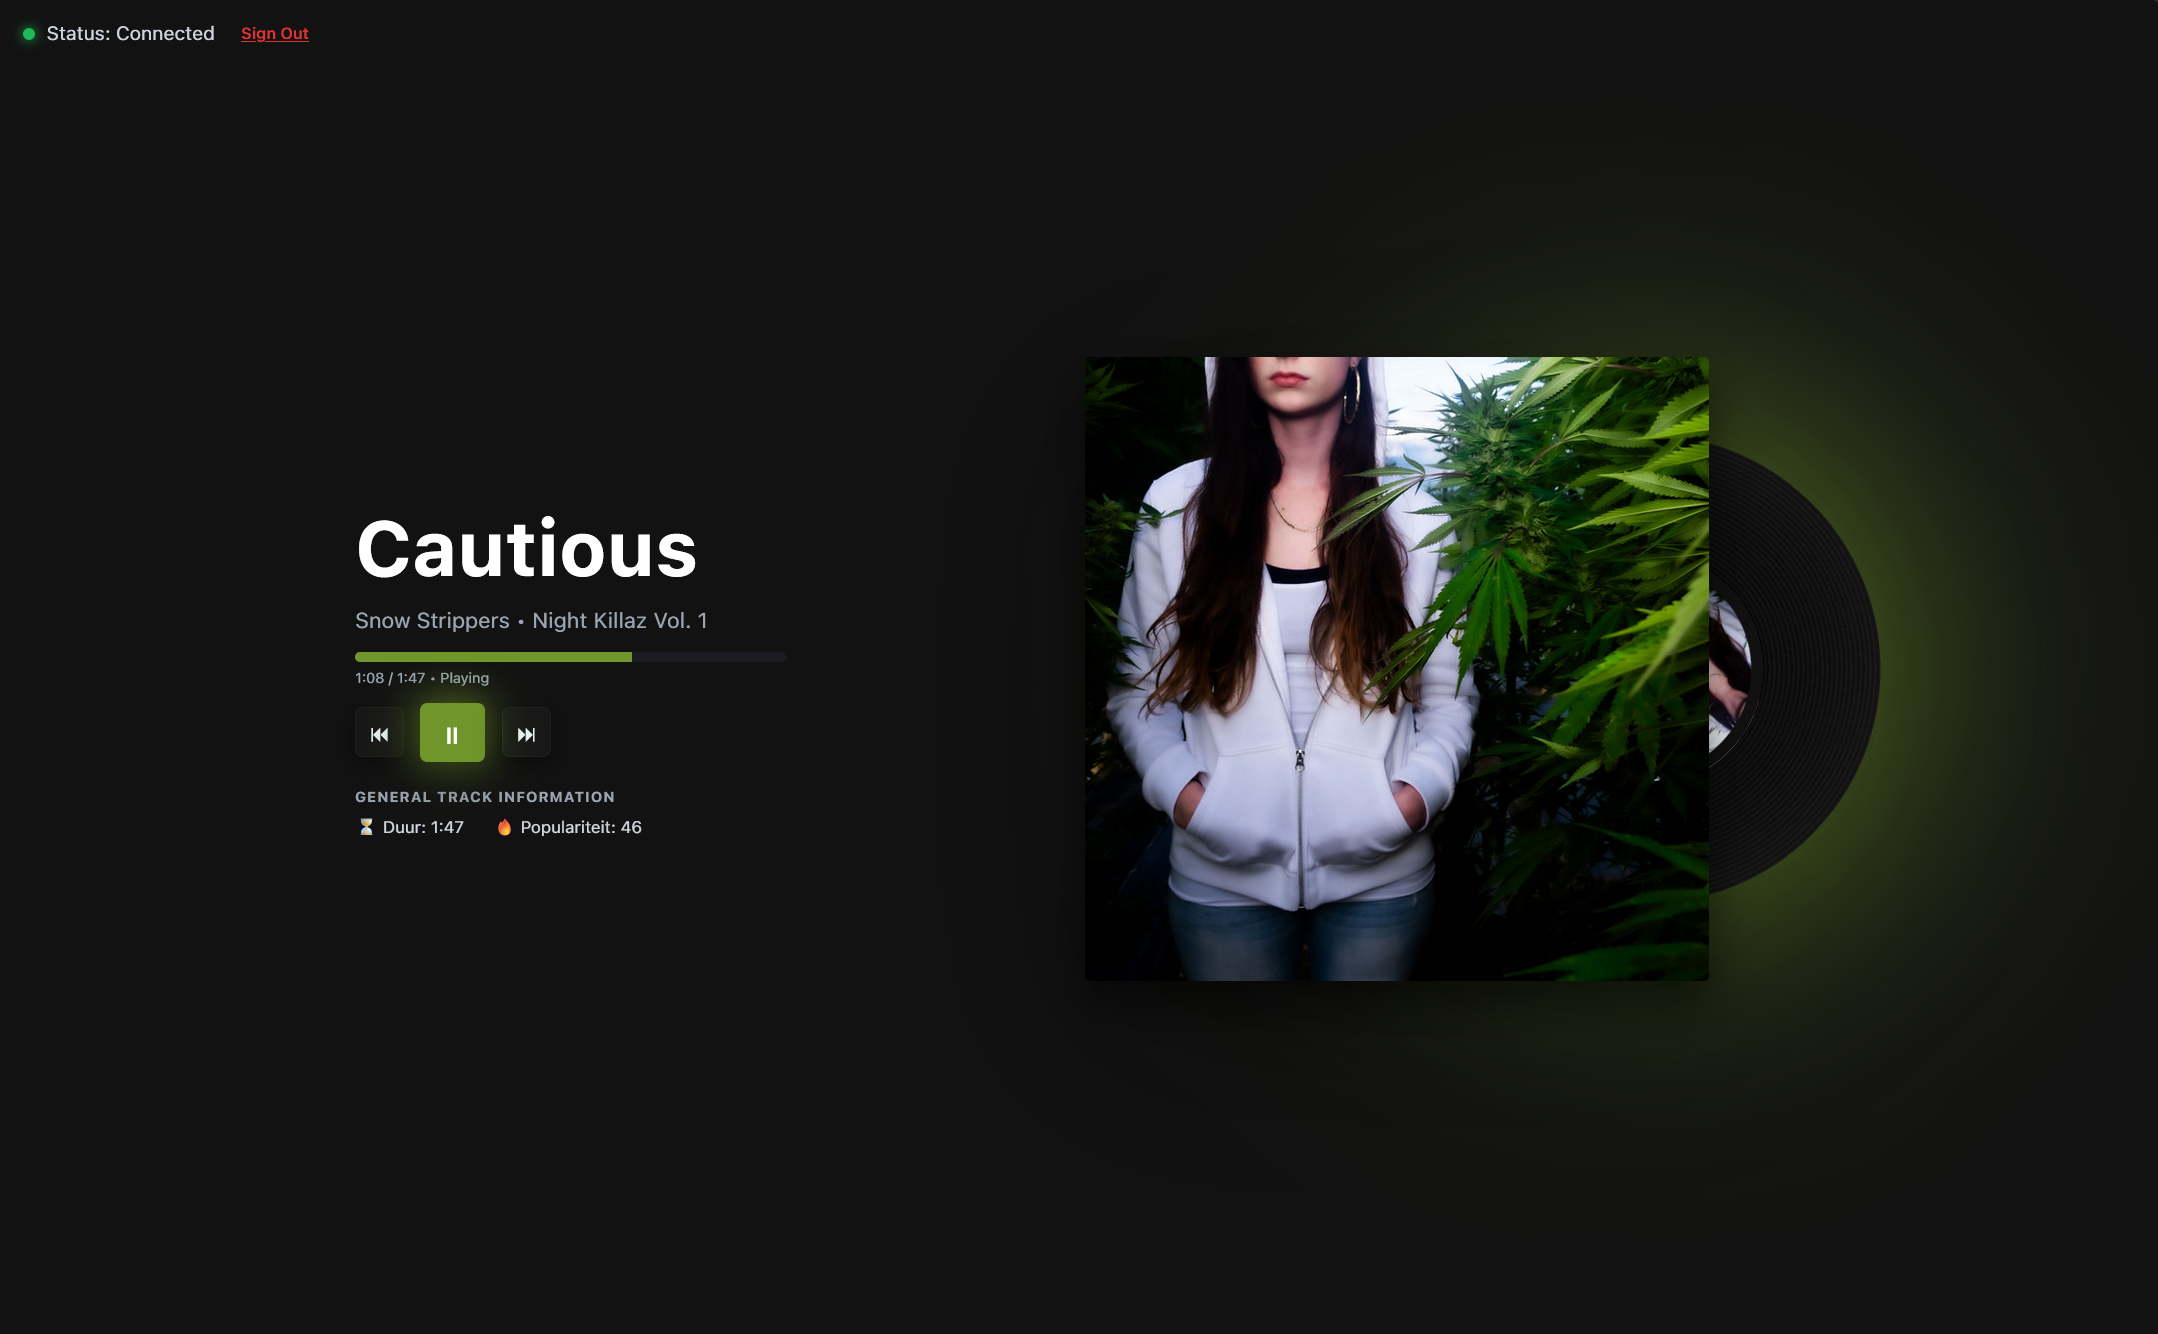 Status: Connected Sign Out
Cautious
Snow Strippers • Night Killaz Vol. 1
1:08 / 1:47 • Playing
GENERAL TRACK INFORMATION
⏳ Duur: 1:47 🔥 Populariteit: 46